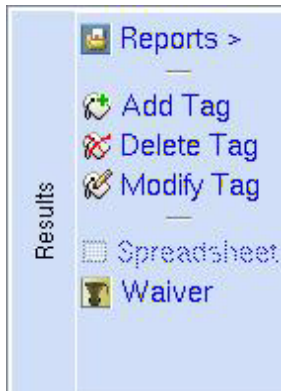 Results
Reports >
Add Tag
Delete Tag
Modify Tag
Spreadsheet
Waiver